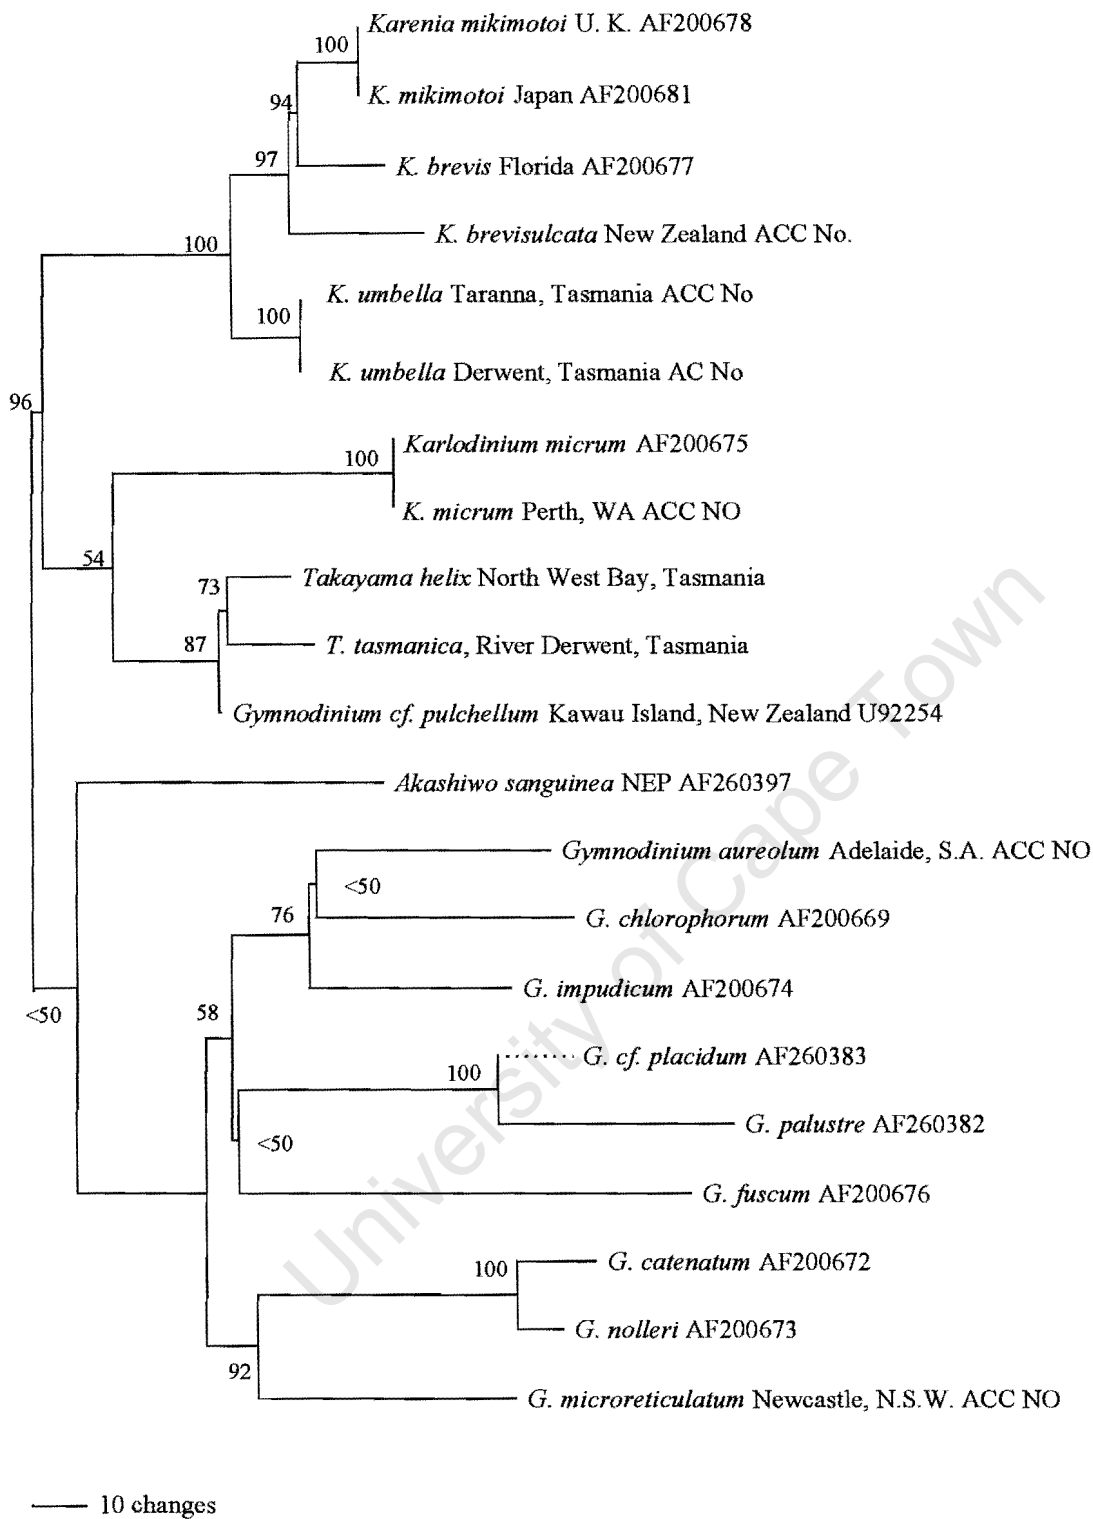 Karenia mikimotoi U. K. AF200678
100
K. mikimotoi Japan AF200681
94
97
K. brevis Florida AF200677
K. brevisulcata New Zealand ACC No.
100
K. umbella Taranna, Tasmania ACC No
100
K. umbella Derwent, Tasmania AC No
96
Karlodinium micrum AF200675
100
K. micrum Perth, WA ACC NO
54
73
Takayama helix North West Bay, Tasmania
87
T. tasmanica, River Derwent, Tasmania
Gymnodinium cf. pulchellum Kawau Island, New Zealand U92254
Akashiwo sanguinea NEP AF260397
Gymnodinium aureolum Adelaide, S.A. ACC NO
<50
76
G. chlorophorum AF200669
G. impudicum AF200674
<50
58
G. cf. placidum AF260383
100
G. palustre AF260382
<50
G. fuscum AF200676
G. catenatum AF200672
100
G. nolleri AF200673
92
G. microreticulatum Newcastle, N.S.W. ACC NO
10 changes
University of Cape Town